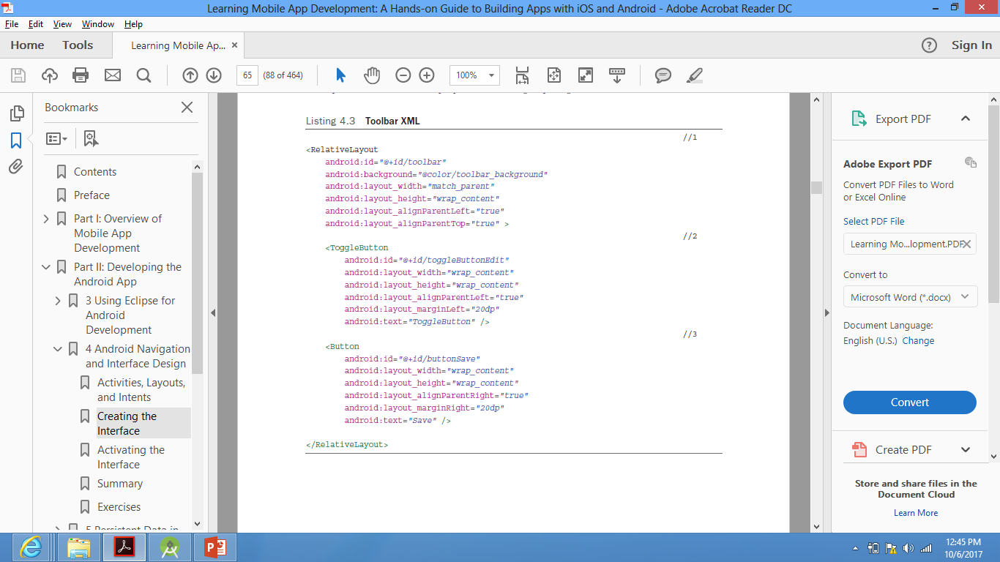 Learning Mobile App Development: A Hands-on Guide to Building Apps with iOS and Android - Adobe Acrobat Reader DC
File Edit View Window Help
Home Tools Learning Mobile Ap... × Sign In
65 (88 of 464) 100%
Bookmarks
Contents
Preface
Part I: Overview of
Mobile App
Development
Part II: Developing the
Android App
3 Using Eclipse for
Android
Development
4 Android Navigation
and Interface Design
Activities, Layouts,
and Intents
Creating the
Interface
Activating the
Interface
Summary
Exercises
5 Persistent Data in
Listing 4.3 Toolbar XML
//1
<RelativeLayout
android:id="@+id/toolbar"
android:background="@color/toolbar_background"
android:layout_width="match_parent"
android:layout_height="wrap_content"
android:layout_alignParentLeft="true"
android:layout_alignParentTop="true" >
//2
<ToggleButton
android:id="@+id/toggleButtonEdit"
android:layout_width="wrap_content"
android:layout_height="wrap_content"
android:layout_alignParentLeft="true"
android:layout_marginLeft="20dp"
android:text="ToggleButton" />
//3
<Button
android:id="@+id/buttonSave"
android:layout_width="wrap_content"
android:layout_height="wrap_content"
android:layout_alignParentRight="true"
android:layout_marginRight="20dp"
android:text="Save" />
</RelativeLayout>
Export PDF
Adobe Export PDF
Convert PDF Files to Word
or Excel Online
Select PDF File
Learning Mo...lopment.PDF
Convert to
Microsoft Word (*.docx)
Document Language:
English (U.S.) Change
Convert
Create PDF
Store and share files in the
Document Cloud
Learn More
12:45 PM
10/6/2017